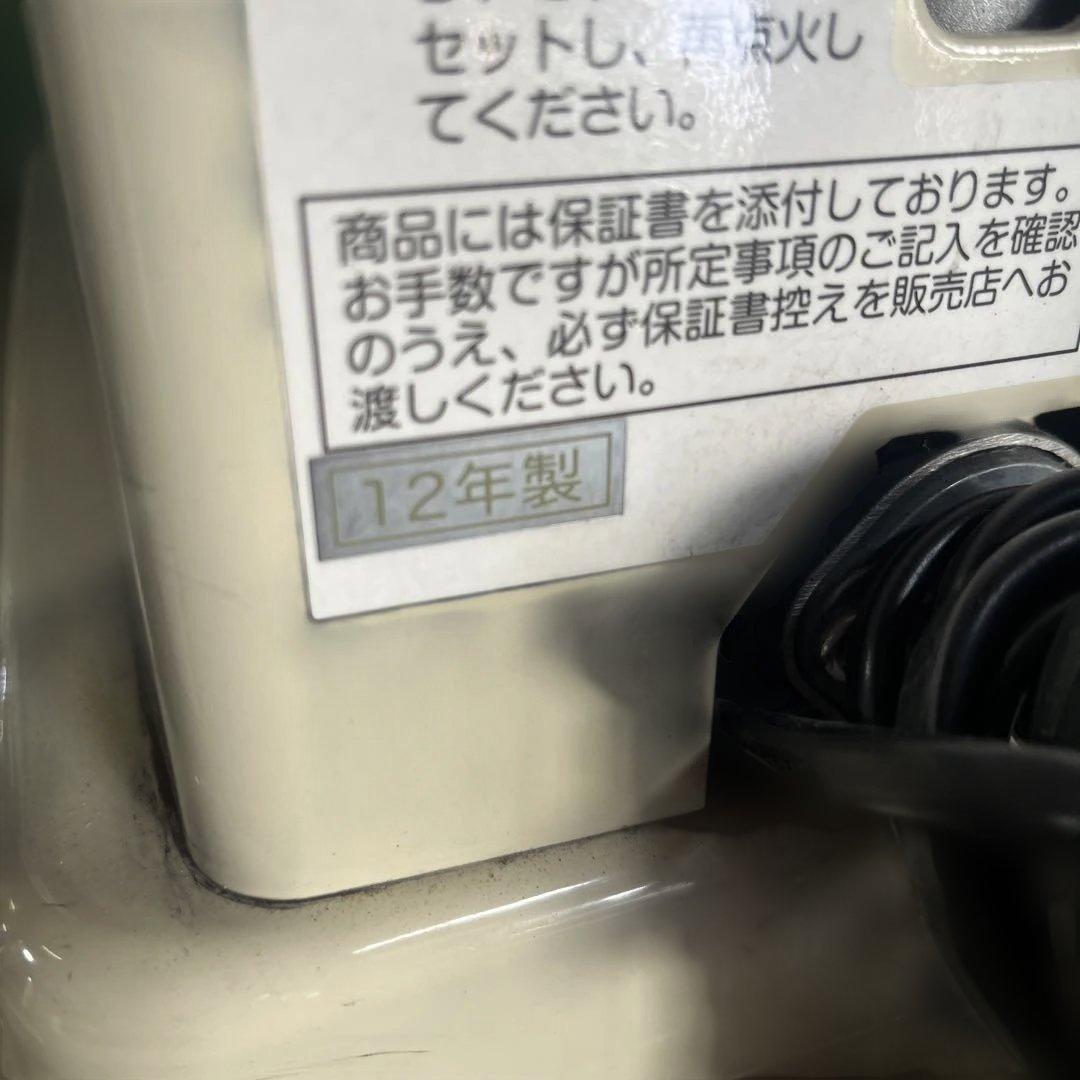 セットし、再点火し
てください。
商品には保証書を添付しております。
お手数ですが所定事項のご記入を確認
のうえ、必ず保証書控えを販売店へお
渡しください。
12年製